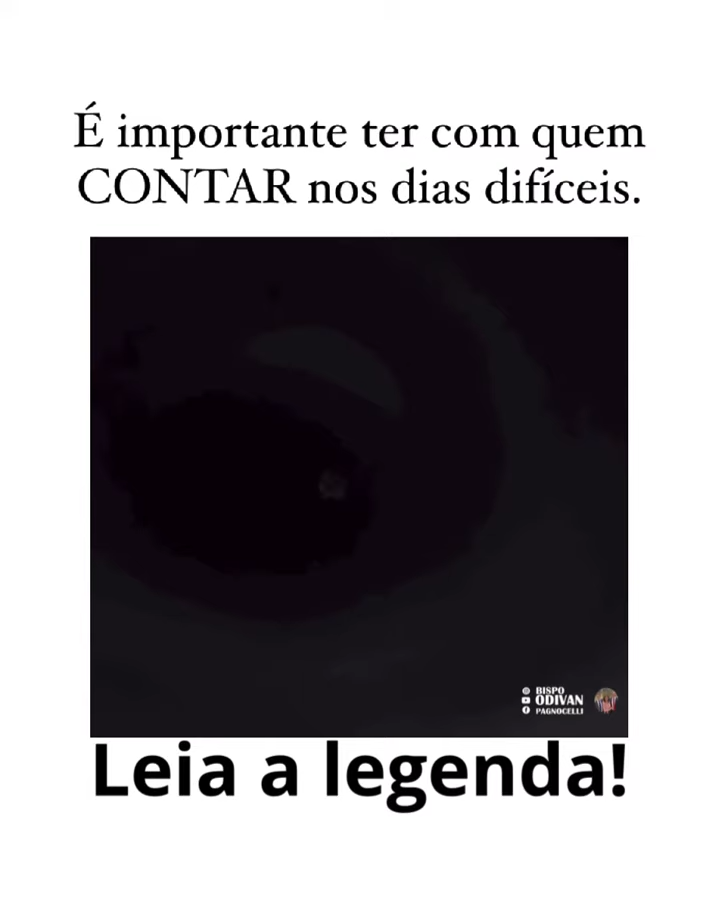 É importante ter com quem
CONTAR nos dias difíceis.
BISPO
ODIVAN
PAGNOCELLI
Leia a legenda!